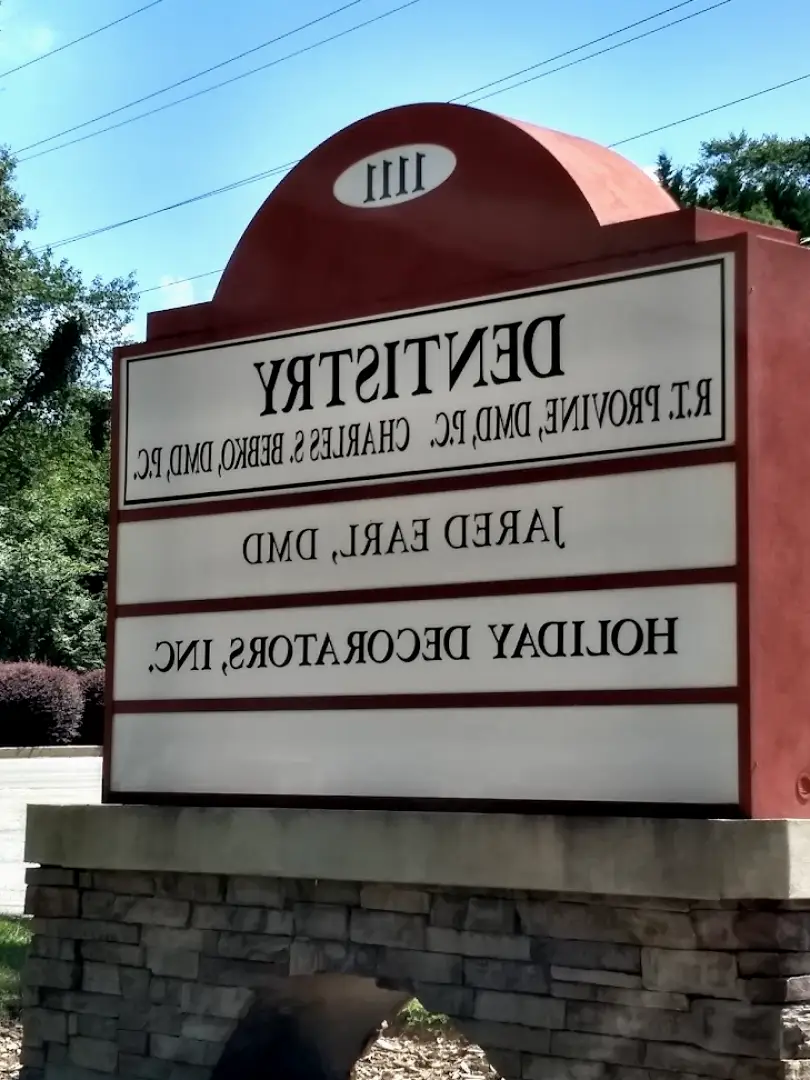 1111
DENTISTRY
R.T. PROVINE, DMD, P.C. CHARLES S. BEBKO, DMD, P.C.
JARED EARL, DMD
HOLIDAY DECORATORS, INC.